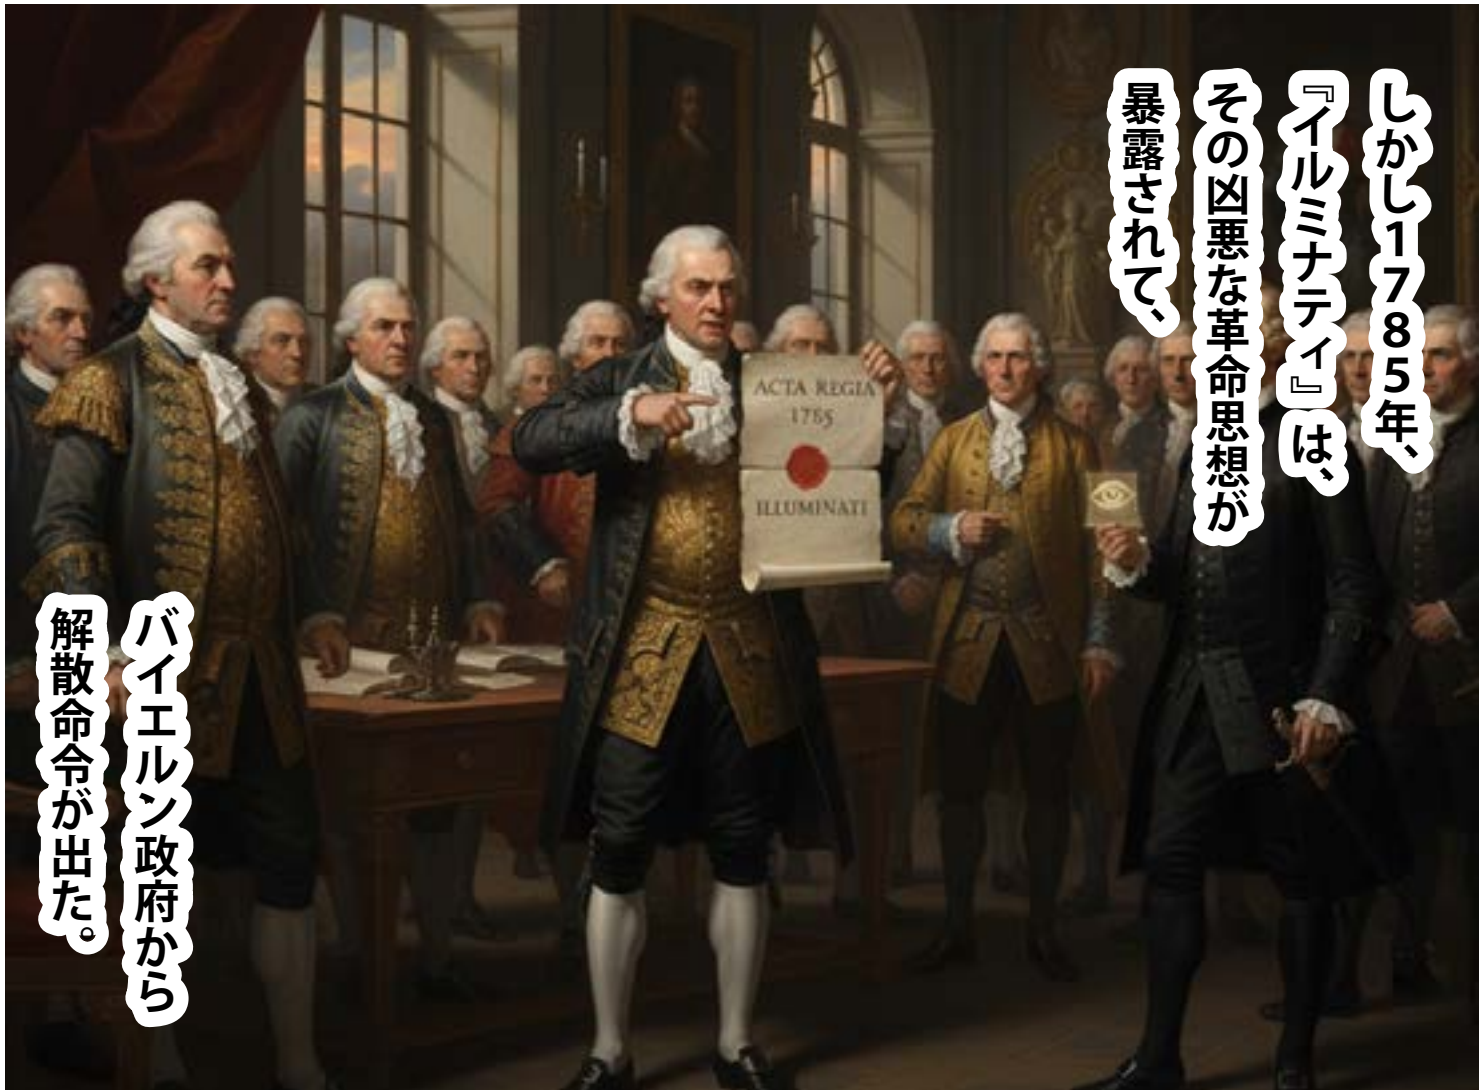 しかし1785年、
『イルミナティ』は、
その凶悪な革命思想が
暴露されて、
ACTA REGIA
1785
ILLUMINATI
バイエルン政府から
解散命令が出た。